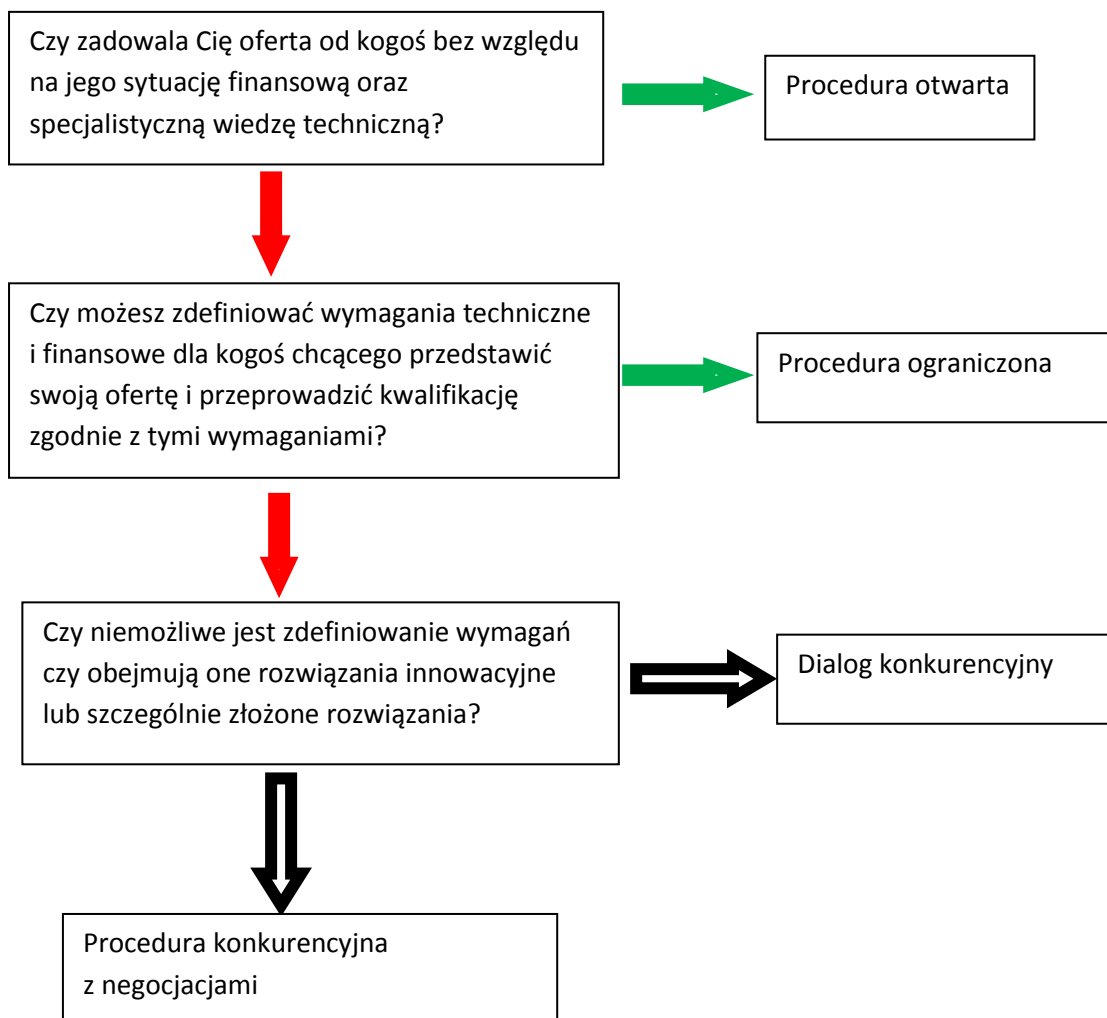 Czy zadowala Cię oferta od kogoś bez względu
na jego sytuację finansową oraz
specjalistyczną wiedzę techniczną?
Procedura otwarta
Czy możesz zdefiniować wymagania techniczne
i finansowe dla kogoś chcącego przedstawić
swoją ofertę i przeprowadzić kwalifikację
zgodnie z tymi wymaganiami?
Procedura ograniczona
Czy niemożliwe jest zdefiniowanie wymagań
czy obejmują one rozwiązania innowacyjne
lub szczególnie złożone rozwiązania?
Dialog konkurencyjny
Procedura konkurencyjna
z negocjacjami